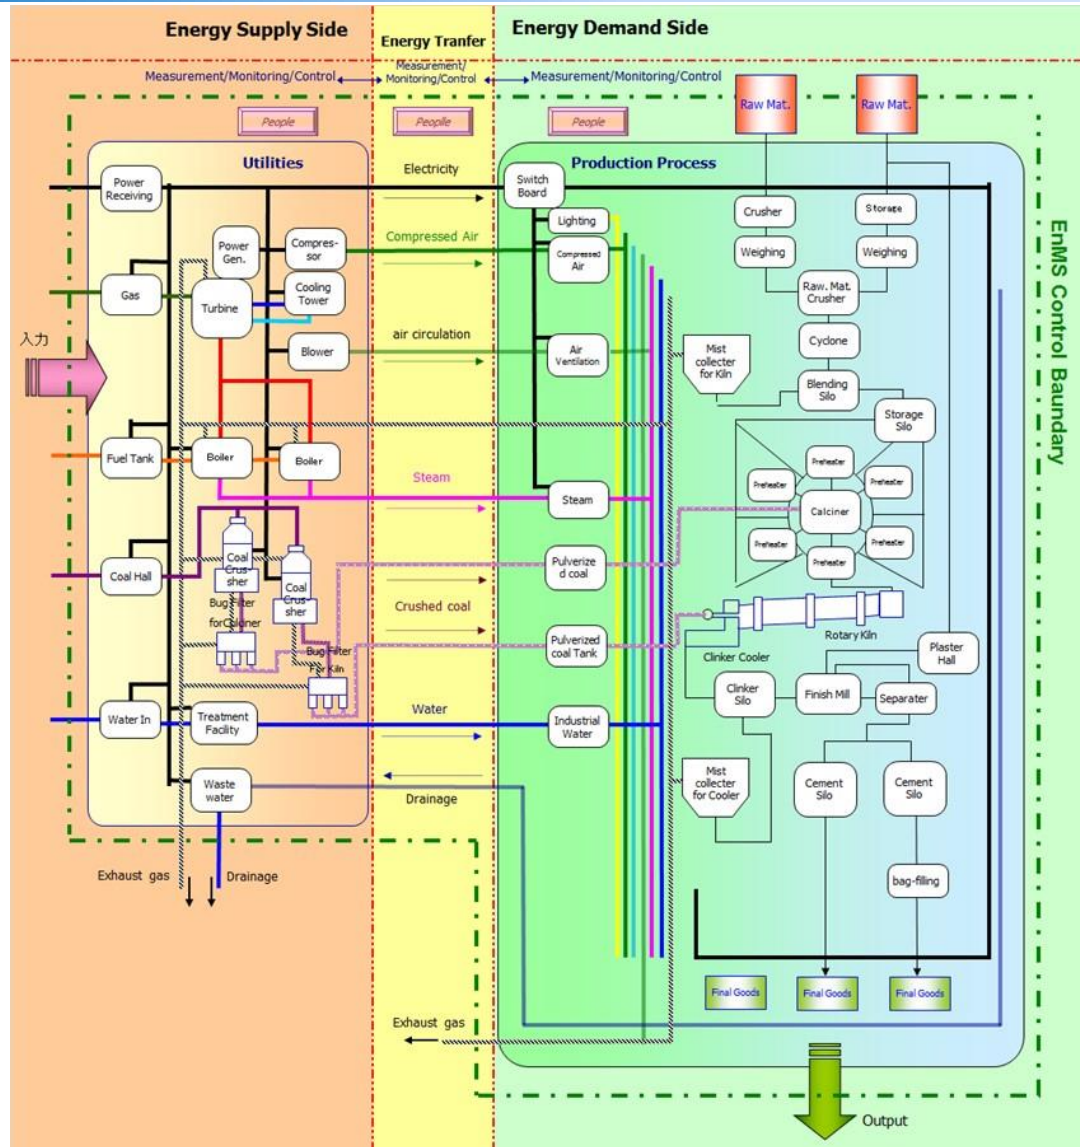 Energy Supply Side
Energy Tranfer
Energy Demand Side
Measurement/Monitoring/Control
Measurement/
Monitoring/Control
Measurement/Monitoring/Control
People
People
Raw Mat.
Raw Mat.
Utilities
Electricity
Production Process
Power
Receiving
Switch
Board
Lighting
Crusher
Storage
Power
Gen.
Compres-
sor
Compressed Air
Compressed
Air
Weighing
Weighing
EnMS Control Baundary
Gas
Turbine
Cooling
Tower
Raw. Mat.
Crusher
入力
air circulation
Cyclone
Blower
Air
Ventilation
Mist
collecter
for Kiln
Blending
Silo
Storage
Silo
Fuel Tank
Boiler
Boiler
Steam
Steam
Preheater
Preheater
Preheater
Calciner
Preheater
Preheater
Preheater
Coal Hall
Coal
Crus-
sher
Coal
Crus-
sher
Pulverize
d coal
Crushed coal
Bug Filter
forCalciner
Bug Filter
For Kiln
Pulverized
coal Tank
Rotary Kiln
Clinker Cooler
Plaster
Hall
Clinker
Silo
Finish Mill
Separater
Water In
Treatment
Facility
Water
Industrial
Water
Waste
water
Drainage
Mist
collecter
for Cooler
Cement
Silo
Cement
Silo
Exhaust gas
Drainage
bag-filling
Final Goods
Final Goods
Final Goods
Exhaust gas
Output